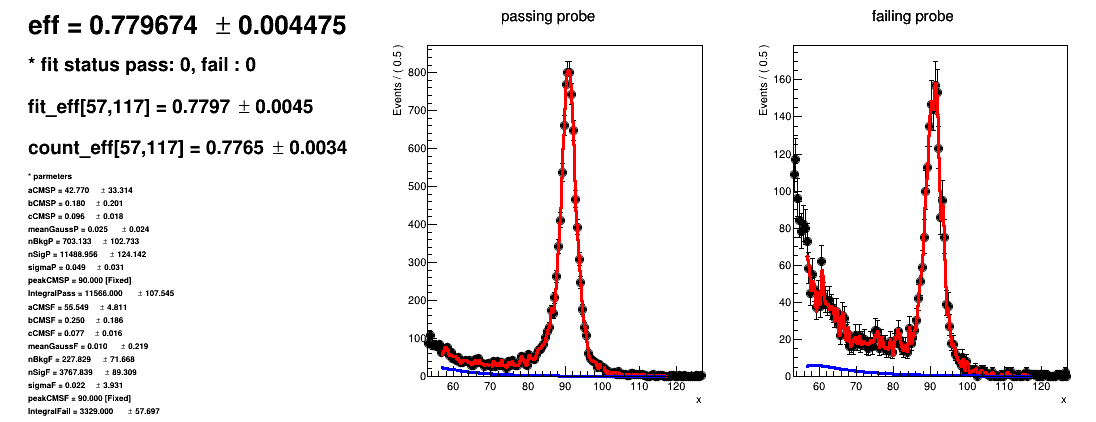 eff = 0.779674 ± 0.004475
* fit status pass: 0, fail : 0
fit_eff[57,117] = 0.7797 ± 0.0045
count_eff[57,117] = 0.7765 ± 0.0034
* parmeters
aCMSP = 42.770 ± 33.314
bCMSP = 0.180 ± 0.201
cCMSP = 0.096 ± 0.018
meanGaussP = 0.025 ± 0.024
nBkgP = 703.133 ± 102.733
nSigP = 11488.956 ± 124.142
sigmaP = 0.049 ± 0.031
peakCMSP = 90.000 [Fixed]
IntegralPass = 11566.000 ± 107.545
aCMSF = 55.549 ± 4.811
bCMSF = 0.250 ± 0.186
cCMSF = 0.077 ± 0.016
meanGaussF = 0.010 ± 0.219
nBkgF = 227.829 ± 71.668
nSigF = 3767.839 ± 89.309
sigmaF = 0.022 ± 3.931
peakCMSF = 90.000 [Fixed]
IntegralFail = 3329.000 ± 57.697
passing probe
Events / ( 0.5 )
800
700
600
500
400
300
200
100
0
60 70 80 90 100 110 120
x
failing probe
Events / ( 0.5 )
160
140
120
100
80
60
40
20
0
60 70 80 90 100 110 120
x